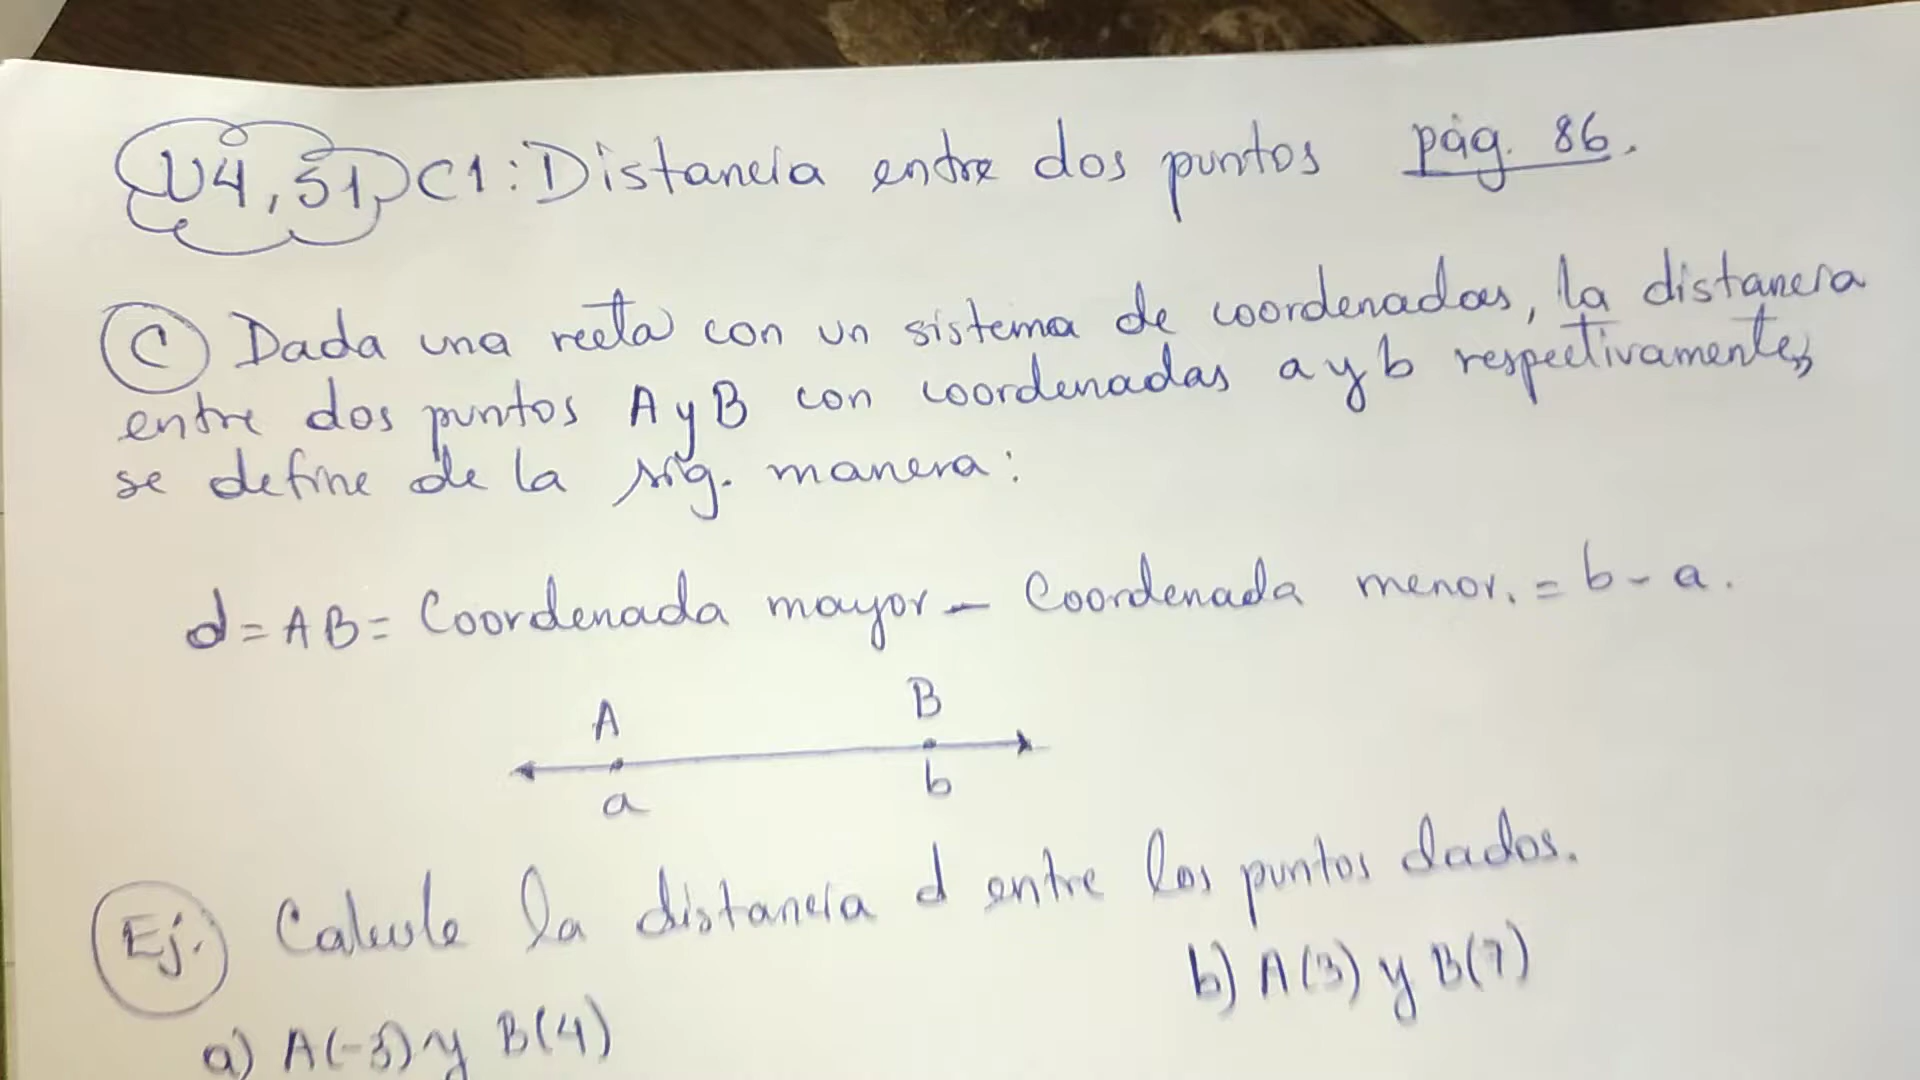 U4, S1, C1: Distancia entre dos puntos pág. 86.
C Dada una recta con un sistema de coordenadas, la distancia
entre dos puntos A y B con coordenadas a y b respectivamente,
se define de la sig. manera:
d = AB = Coordenada mayor - Coordenada menor. = b - a.
A B
a b
Ej. Calcule la distancia d entre los puntos dados.
a) A(-3) y B(4) b) A(3) y B(7)